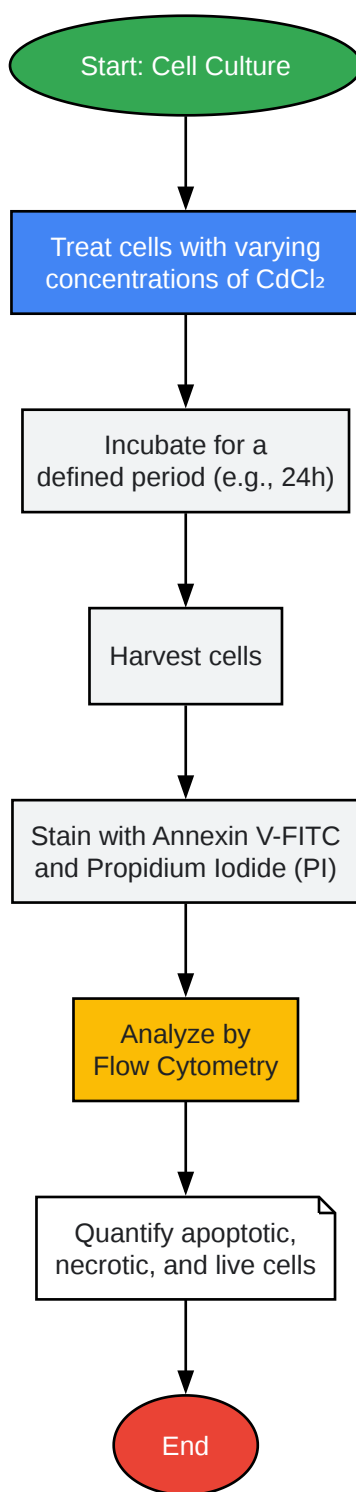 Start: Cell Culture
Treat cells with varying
concentrations of CdCl₂
Incubate for a
defined period (e.g., 24h)
Harvest cells
Stain with Annexin V-FITC
and Propidium Iodide (PI)
Analyze by
Flow Cytometry
Quantify apoptotic,
necrotic, and live cells
End